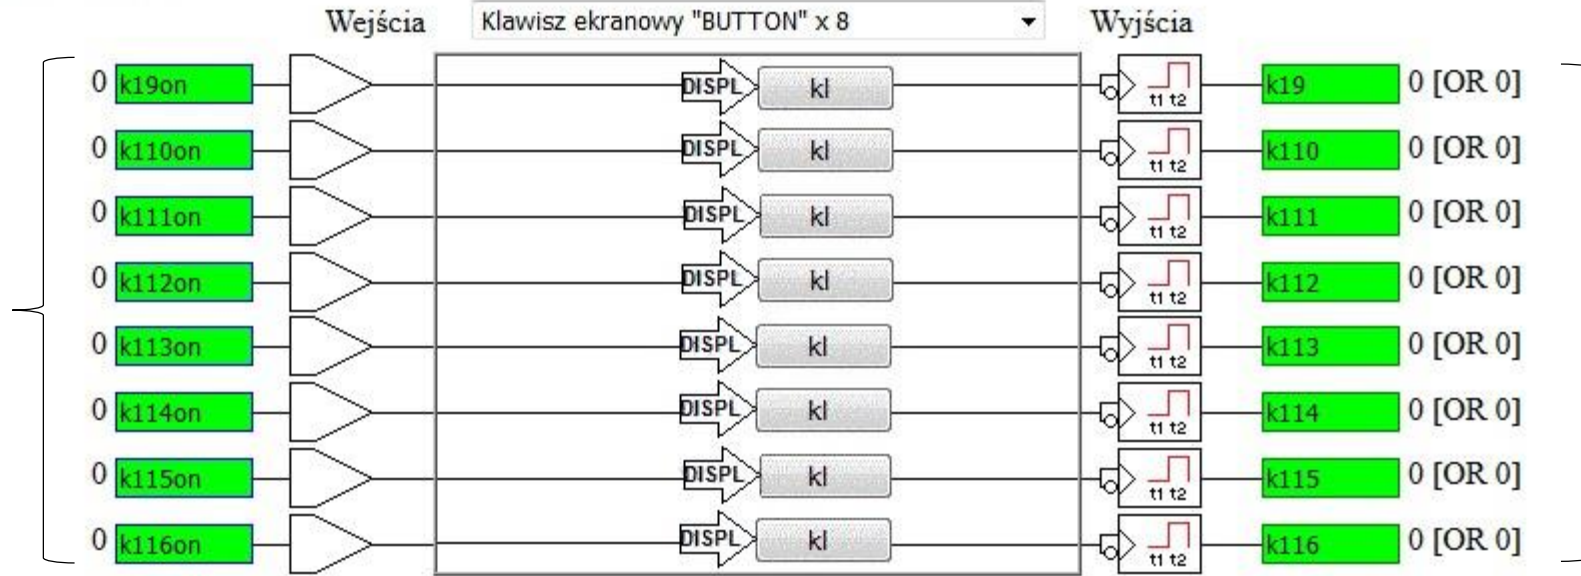 Wejścia Klawisz ekranowy "BUTTON" x 8 Wyjścia
0 k19on DISPL kl t1 t2 k19 0 [OR 0]
0 k110on DISPL kl t1 t2 k110 0 [OR 0]
0 k111on DISPL kl t1 t2 k111 0 [OR 0]
0 k112on DISPL kl t1 t2 k112 0 [OR 0]
0 k113on DISPL kl t1 t2 k113 0 [OR 0]
0 k114on DISPL kl t1 t2 k114 0 [OR 0]
0 k115on DISPL kl t1 t2 k115 0 [OR 0]
0 k116on DISPL kl t1 t2 k116 0 [OR 0]